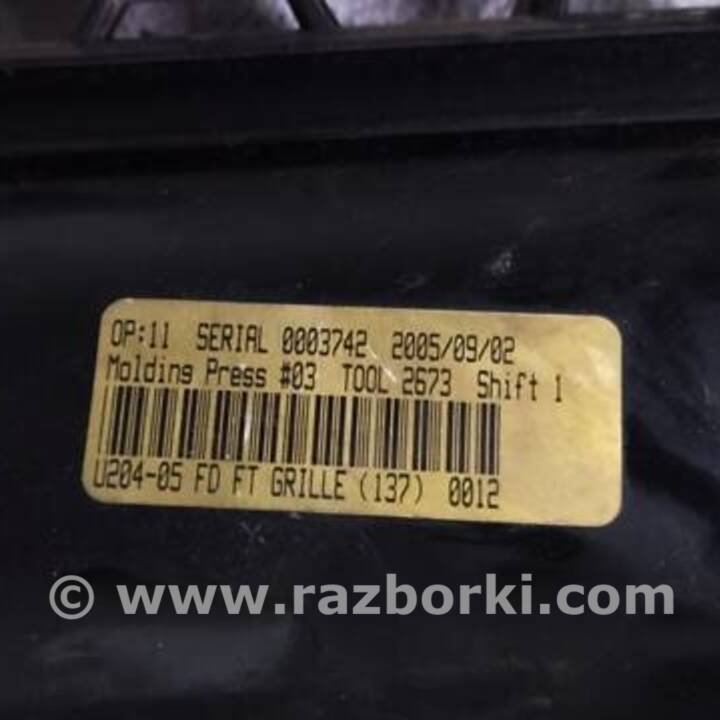 OP:11 SERIAL 0003742 2005/09/02
Molding Press #03 TOOL 2673 Shift 1
U204-05 FD FT GRILLE (137) 0012
© www.razborki.com